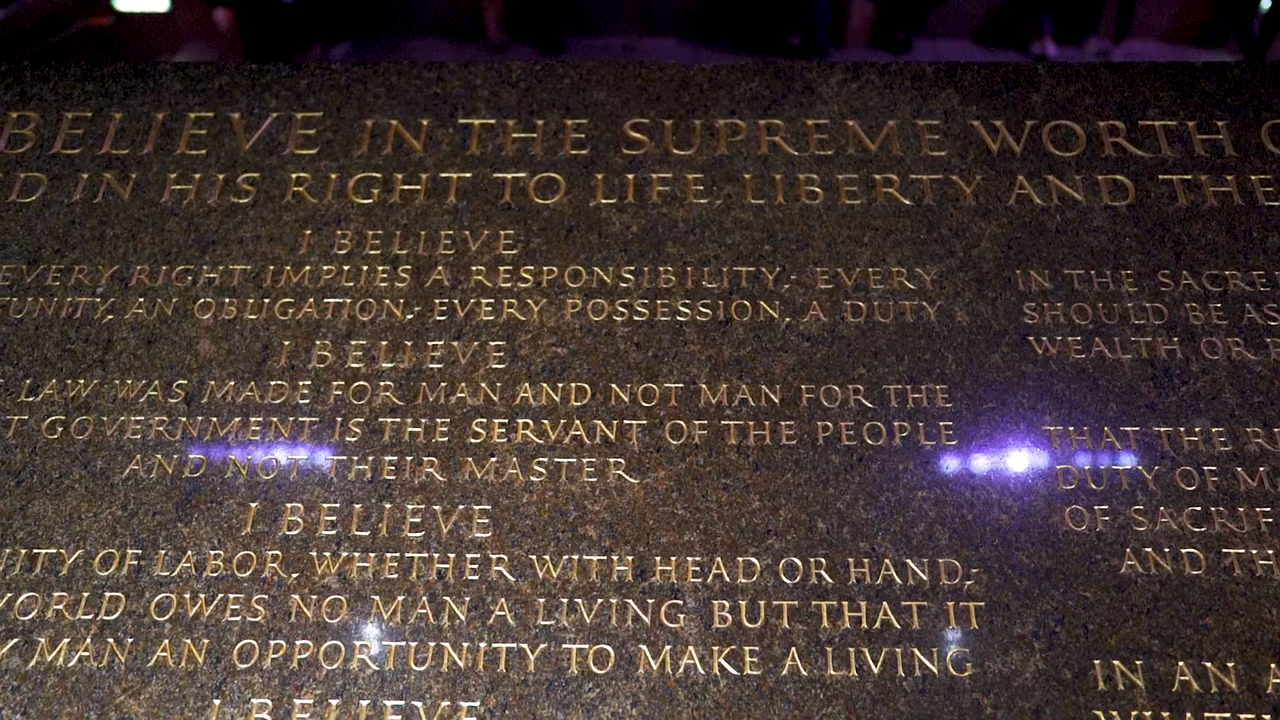 BELIEVE IN THE SUPREME WORTH O
D IN HIS RIGHT TO LIFE, LIBERTY AND THE
I BELIEVE
EVERY RIGHT IMPLIES A RESPONSIBILITY; EVERY
TUNITY, AN OBLIGATION; EVERY POSSESSION, A DUTY
I BELIEVE
LAW WAS MADE FOR MAN AND NOT MAN FOR THE
T GOVERNMENT IS THE SERVANT OF THE PEOPLE
AND NOT THEIR MASTER
I BELIEVE
NITY OF LABOR, WHETHER WITH HEAD OR HAND;
WORLD OWES NO MAN A LIVING BUT THAT IT
Y MAN AN OPPORTUNITY TO MAKE A LIVING
I BELIEVE
IN THE SACRE
SHOULD BE AS
WEALTH OR P
THAT THE R
DUTY OF M
OF SACRIF
AND TH
IN AN A
WHATEV